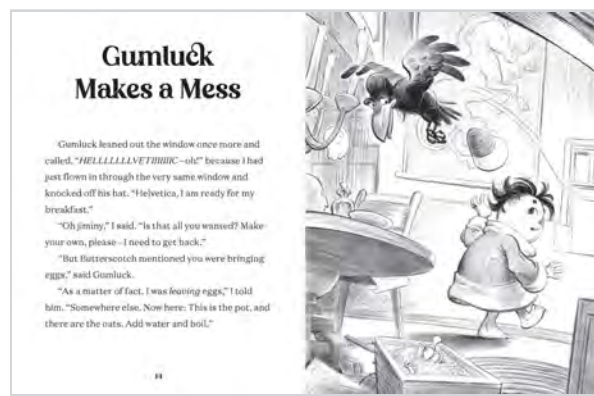 Gumluck
Makes a Mess
Gumluck leaned out the window once more and
called, “HELLLLLLLVETIIIIIIIC—oh!” because I had
just flown in through the very same window and
knocked off his hat. “Helvetica, I am ready for my
breakfast.”
“Oh jiminy,” I said. “Is that all you wanted? Make
your own, please—I need to get back.”
“But Butterscotch mentioned you were bringing
eggs,” said Gumluck.
“As a matter of fact, I was leaving eggs,” I told
him. “Somewhere else. Now here: This is the pot, and
there are the oats. Add water and boil.”